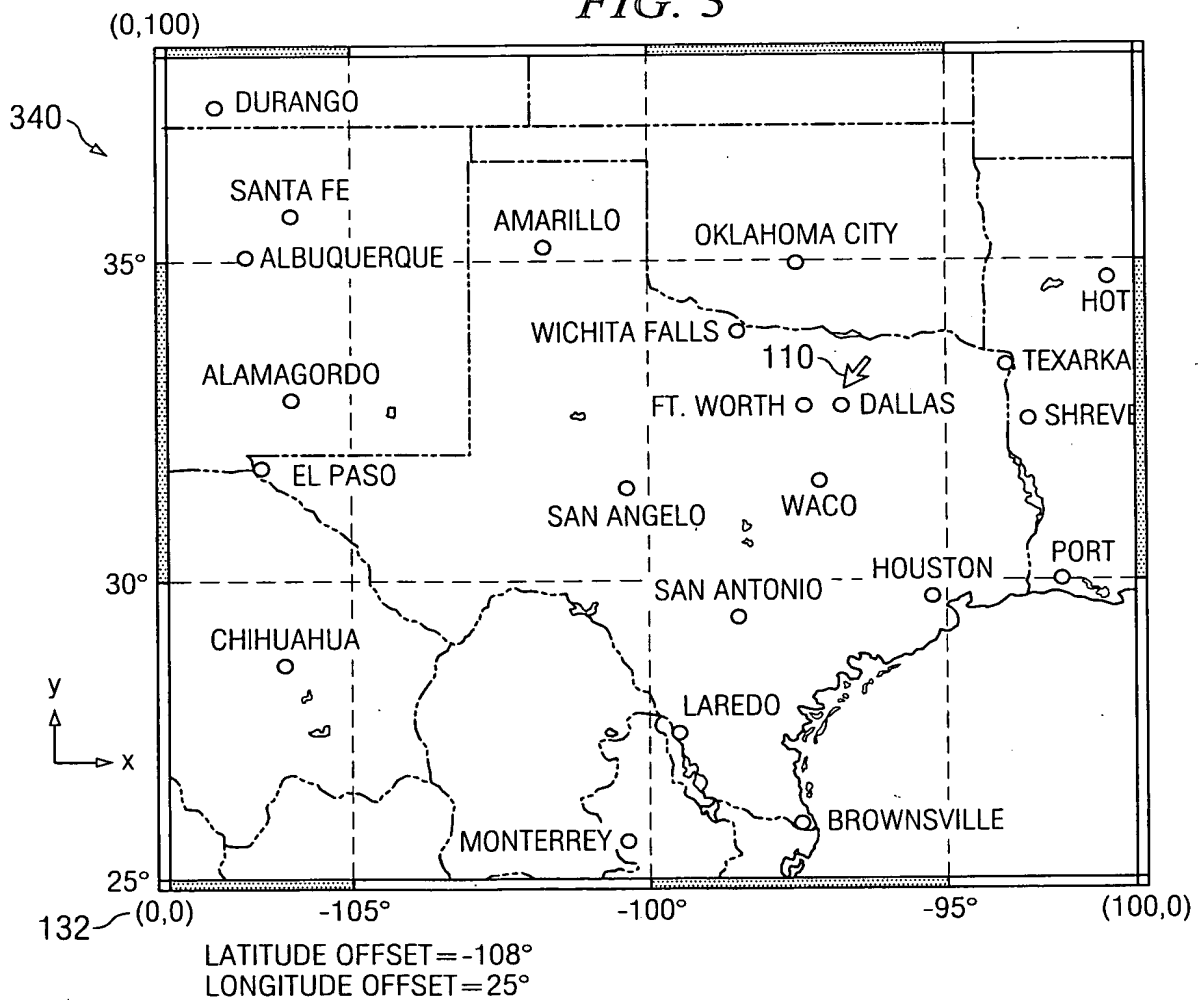 FIG. 3
(0,100)
340
DURANGO
SANTA FE
AMARILLO
OKLAHOMA CITY
ALBUQUERQUE
35°
HOT
WICHITA FALLS
110
TEXARKA
ALAMAGORDO
FT. WORTH
DALLAS
SHREVE
EL PASO
SAN ANGELO
WACO
30°
SAN ANTONIO
HOUSTON
PORT
CHIHUAHUA
y
x
LAREDO
MONTERREY
BROWNSVILLE
25°
132
(0,0)
-105°
-100°
-95°
(100,0)
LATITUDE OFFSET=-108°
LONGITUDE OFFSET=25°